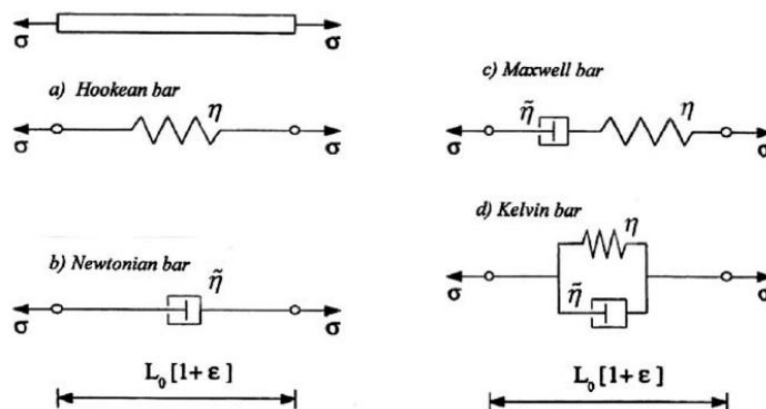 σ σ
a) Hookean bar
η
σ σ
b) Newtonian bar
η̃
σ σ
L₀ [1+ ε]
c) Maxwell bar
η̃ η
σ σ
d) Kelvin bar
η
σ σ
η̃
L₀ [1+ ε]